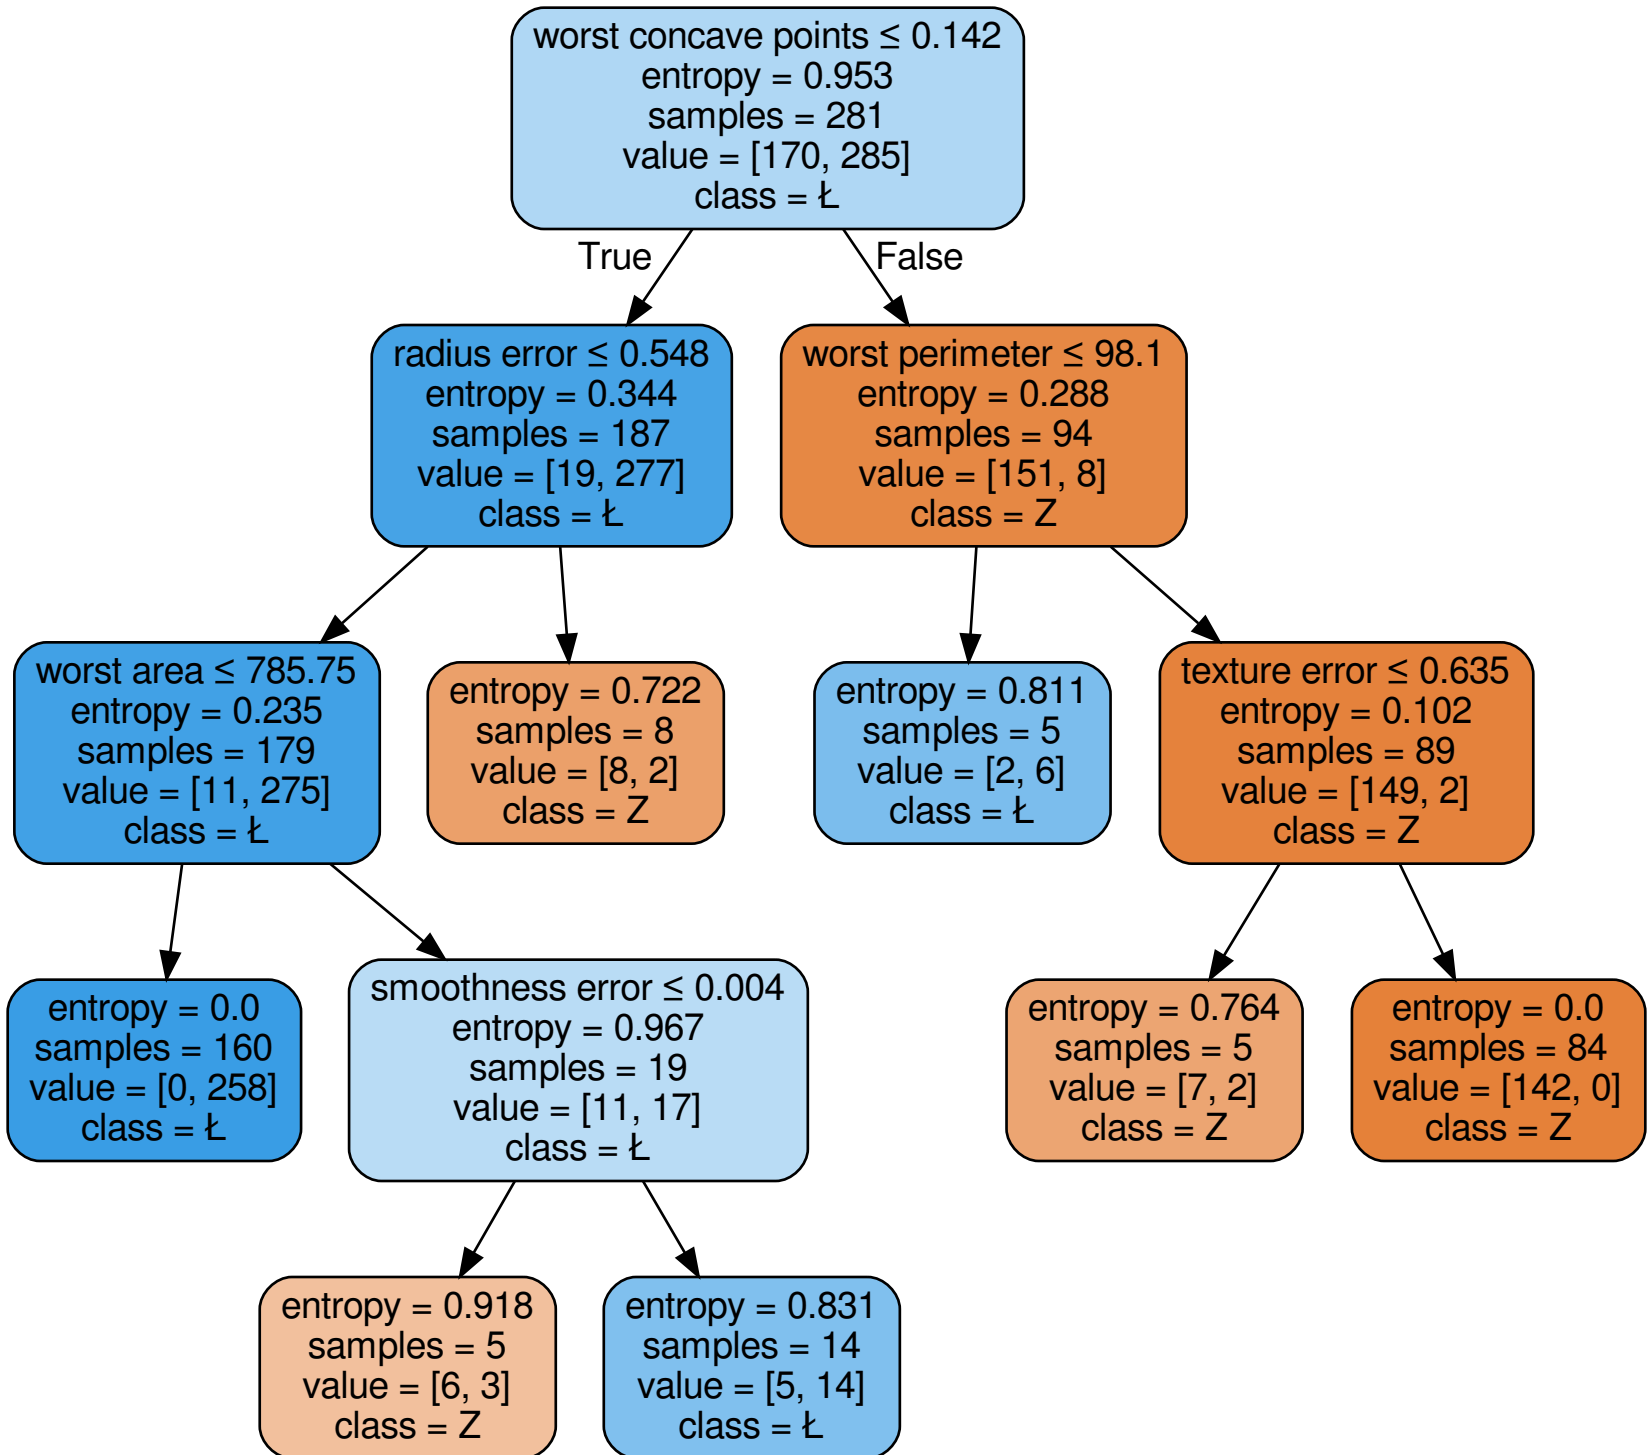 worst concave points ≤ 0.142
entropy = 0.953
samples = 281
value = [170, 285]
class = Ł
True
False
radius error ≤ 0.548
entropy = 0.344
samples = 187
value = [19, 277]
class = Ł
worst perimeter ≤ 98.1
entropy = 0.288
samples = 94
value = [151, 8]
class = Z
worst area ≤ 785.75
entropy = 0.235
samples = 179
value = [11, 275]
class = Ł
entropy = 0.722
samples = 8
value = [8, 2]
class = Z
entropy = 0.811
samples = 5
value = [2, 6]
class = Ł
texture error ≤ 0.635
entropy = 0.102
samples = 89
value = [149, 2]
class = Z
entropy = 0.0
samples = 160
value = [0, 258]
class = Ł
smoothness error ≤ 0.004
entropy = 0.967
samples = 19
value = [11, 17]
class = Ł
entropy = 0.764
samples = 5
value = [7, 2]
class = Z
entropy = 0.0
samples = 84
value = [142, 0]
class = Z
entropy = 0.918
samples = 5
value = [6, 3]
class = Z
entropy = 0.831
samples = 14
value = [5, 14]
class = Ł